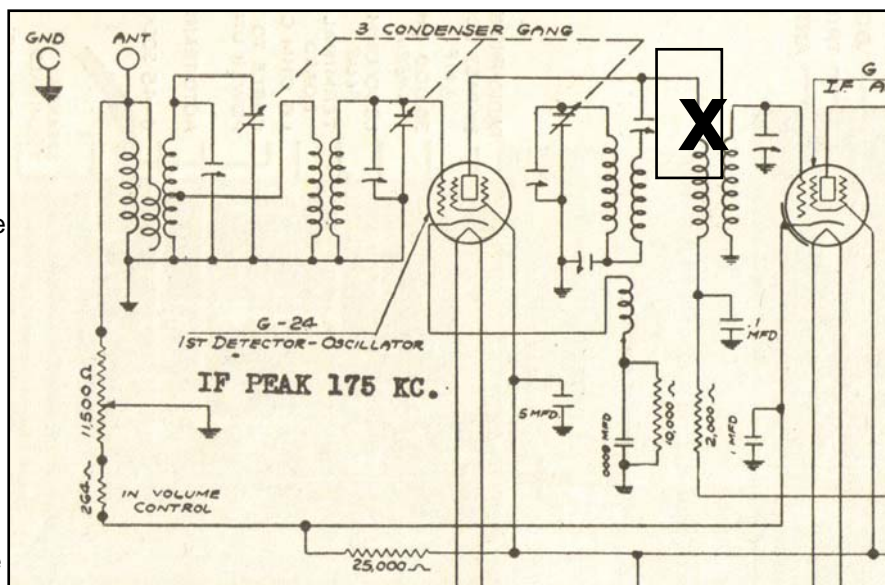 GND
ANT
3 CONDENSER GANG
X
G
IF A
e
G-24
1ST DETECTOR-OSCILLATOR
IF PEAK 175 KC.
11,500 Ω
264 ~
IN VOLUME
CONTROL
25,000 ~
5 MFD.
.0008 MFD
10,000 ~
2,000 ~
.1
MFD
.1 MFD
e